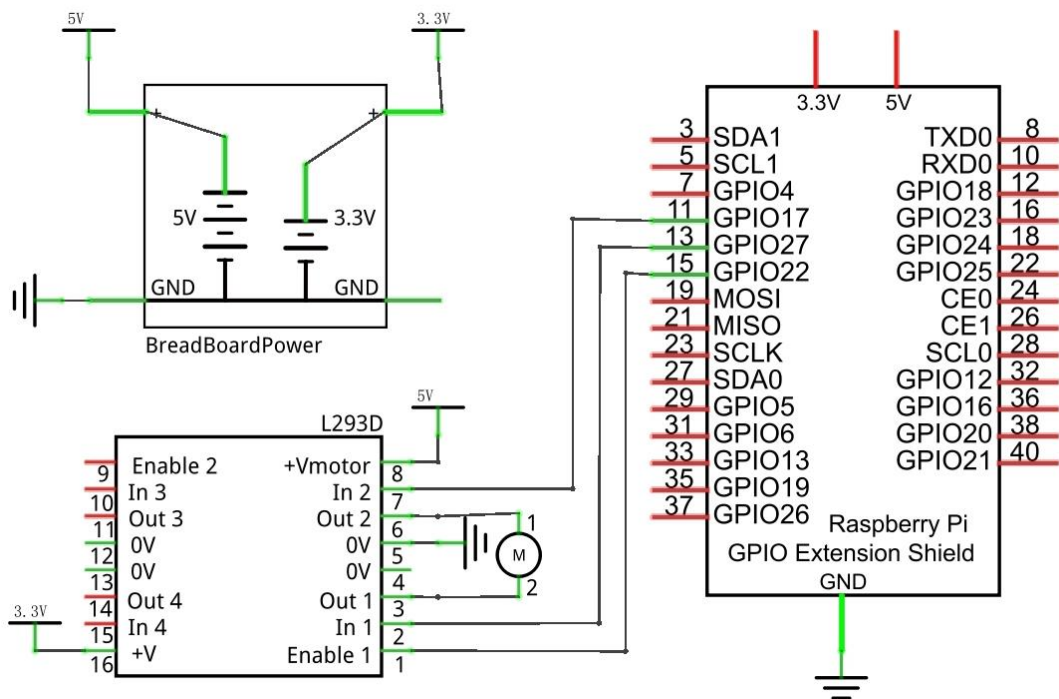 5V
3.3V
+
+
5V
3.3V
GND
GND
BreadBoardPower
5V
L293D
9
Enable 2
+Vmotor
8
10
In 3
In 2
7
11
Out 3
Out 2
6
12
0V
0V
5
13
0V
0V
4
14
Out 4
Out 1
3
15
In 4
In 1
2
16
+V
Enable 1
1
3.3V
1
M
2
3.3V
5V
3 SDA1
TXD0 8
5 SCL1
RXD0 10
7 GPIO4
GPIO18 12
11 GPIO17
GPIO23 16
13 GPIO27
GPIO24 18
15 GPIO22
GPIO25 22
19 MOSI
CE0 24
21 MISO
CE1 26
23 SCLK
SCL0 28
27 SDA0
GPIO12 32
29 GPIO5
GPIO16 36
31 GPIO6
GPIO20 38
33 GPIO13
GPIO21 40
35 GPIO19
37 GPIO26
Raspberry Pi
GPIO Extension Shield
GND